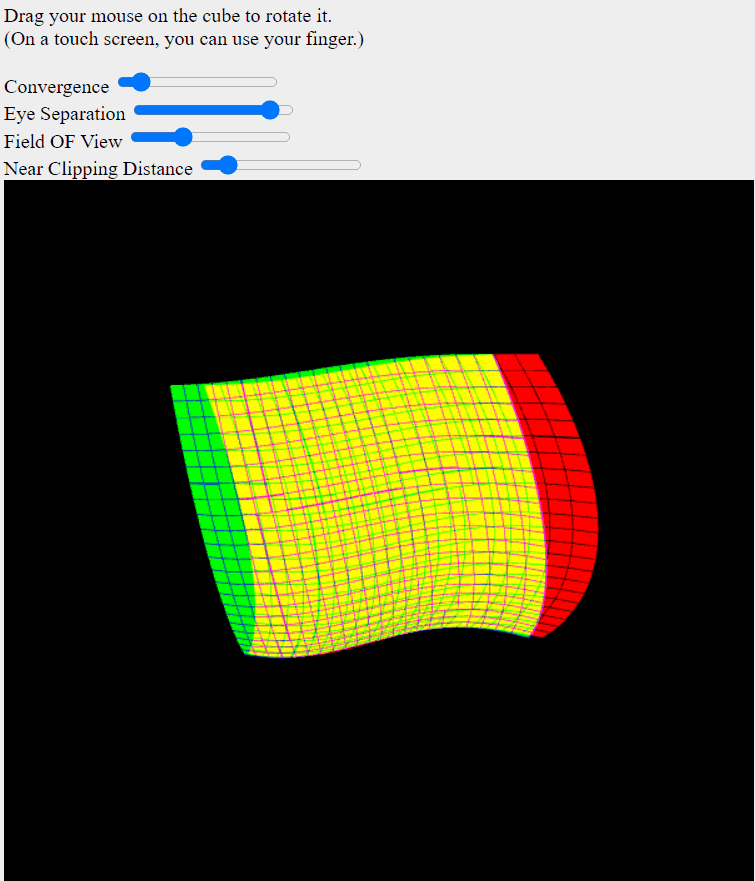 Drag your mouse on the cube to rotate it.
(On a touch screen, you can use your finger.)
Convergence
Eye Separation
Field OF View
Near Clipping Distance